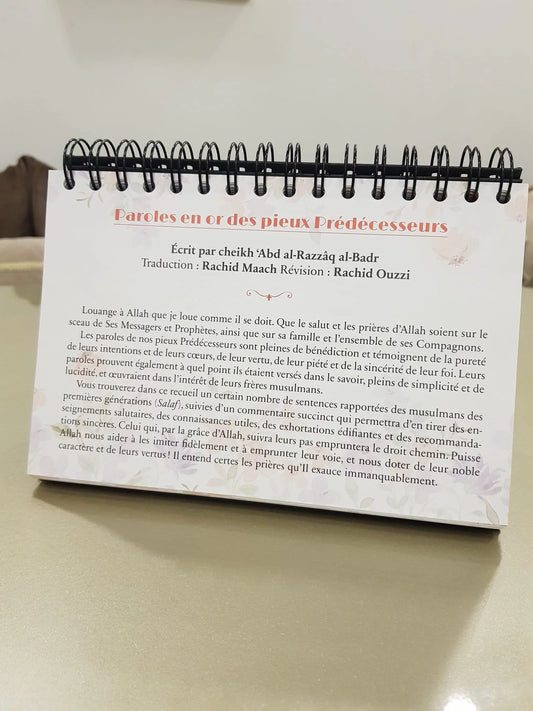 Paroles en or des pieux Prédécesseurs
Écrit par cheikh ‘Abd al-Razzâq al-Badr
Traduction : Rachid Maach Révision : Rachid Ouzzi
Louange à Allah que je loue comme il se doit. Que le salut et les prières d’Allah soient sur le
sceau de Ses Messagers et Prophètes, ainsi que sur sa famille et l’ensemble de ses Compagnons.
Les paroles de nos pieux Prédécesseurs sont pleines de bénédiction et témoignent de la pureté
de leurs intentions et de leurs cœurs, de leur vertu, de leur piété et de la sincérité de leur foi. Leurs
paroles prouvent également à quel point ils étaient versés dans le savoir, pleins de simplicité et de
lucidité, et œuvraient dans l’intérêt de leurs frères musulmans.
Vous trouverez dans ce recueil un certain nombre de sentences rapportées des musulmans des
premières générations (Salaf), suivies d’un commentaire succinct qui permettra d’en tirer des en-
seignements salutaires, des connaissances utiles, des exhortations édifiantes et des recommanda-
tions sincères. Celui qui, par la grâce d’Allah, suivra leurs pas empruntera le droit chemin. Puisse
Allah nous aider à les imiter fidèlement et à emprunter leur voie, et nous doter de leur noble
caractère et de leurs vertus ! Il entend certes les prières qu’Il exauce immanquablement.